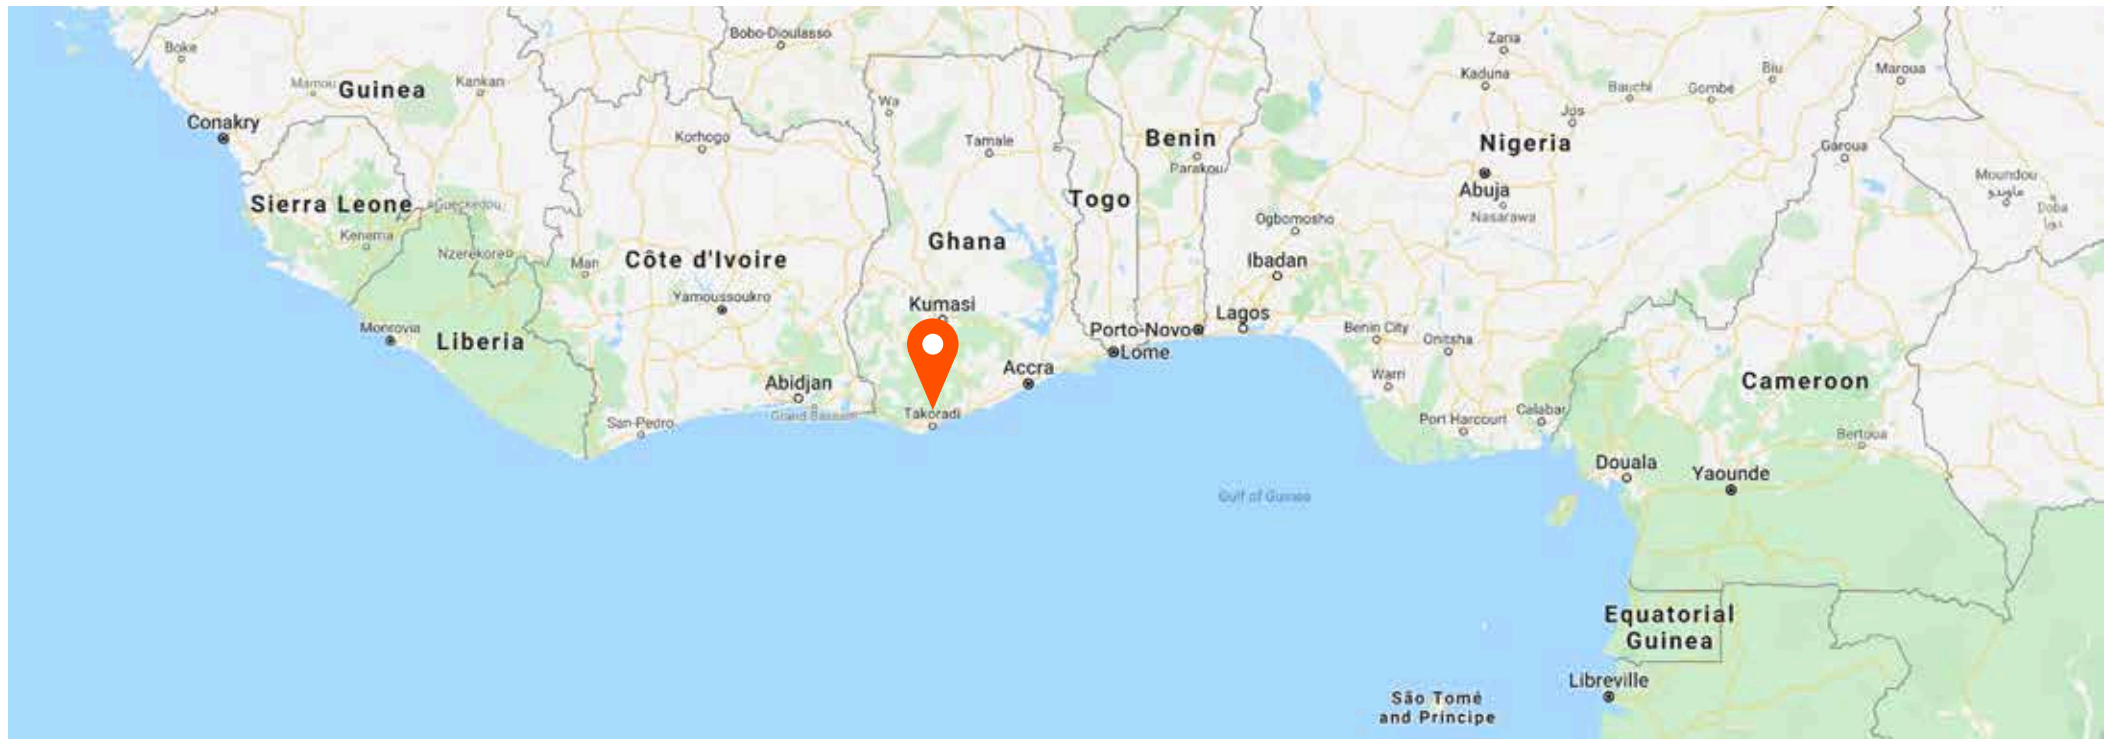 Boke
Mamou
Guinea
Kankan
Conakry
Sierra Leone
Gueckedou
Kenema
Nzerekore
Monrovia
Liberia
Bobo-Dioulasso
Korhogo
Man
Côte d'Ivoire
Yamoussoukro
Abidjan
Grand Bassam
San-Pedro
Wa
Tamale
Ghana
Kumasi
Accra
Takoradi
Togo
Lome
Benin
Parakou
Porto-Novo
Zaria
Kaduna
Bauchi
Gombe
Biu
Jos
Nigeria
Abuja
Nasarawa
Ogbomosho
Ibadan
Lagos
Benin City
Onitsha
Warri
Port Harcourt
Calabar
Maroua
Garoua
Moundou
Doba
Cameroon
Bertoua
Douala
Yaounde
Gulf of Guinea
Equatorial
Guinea
Libreville
São Tomé
and Príncipe